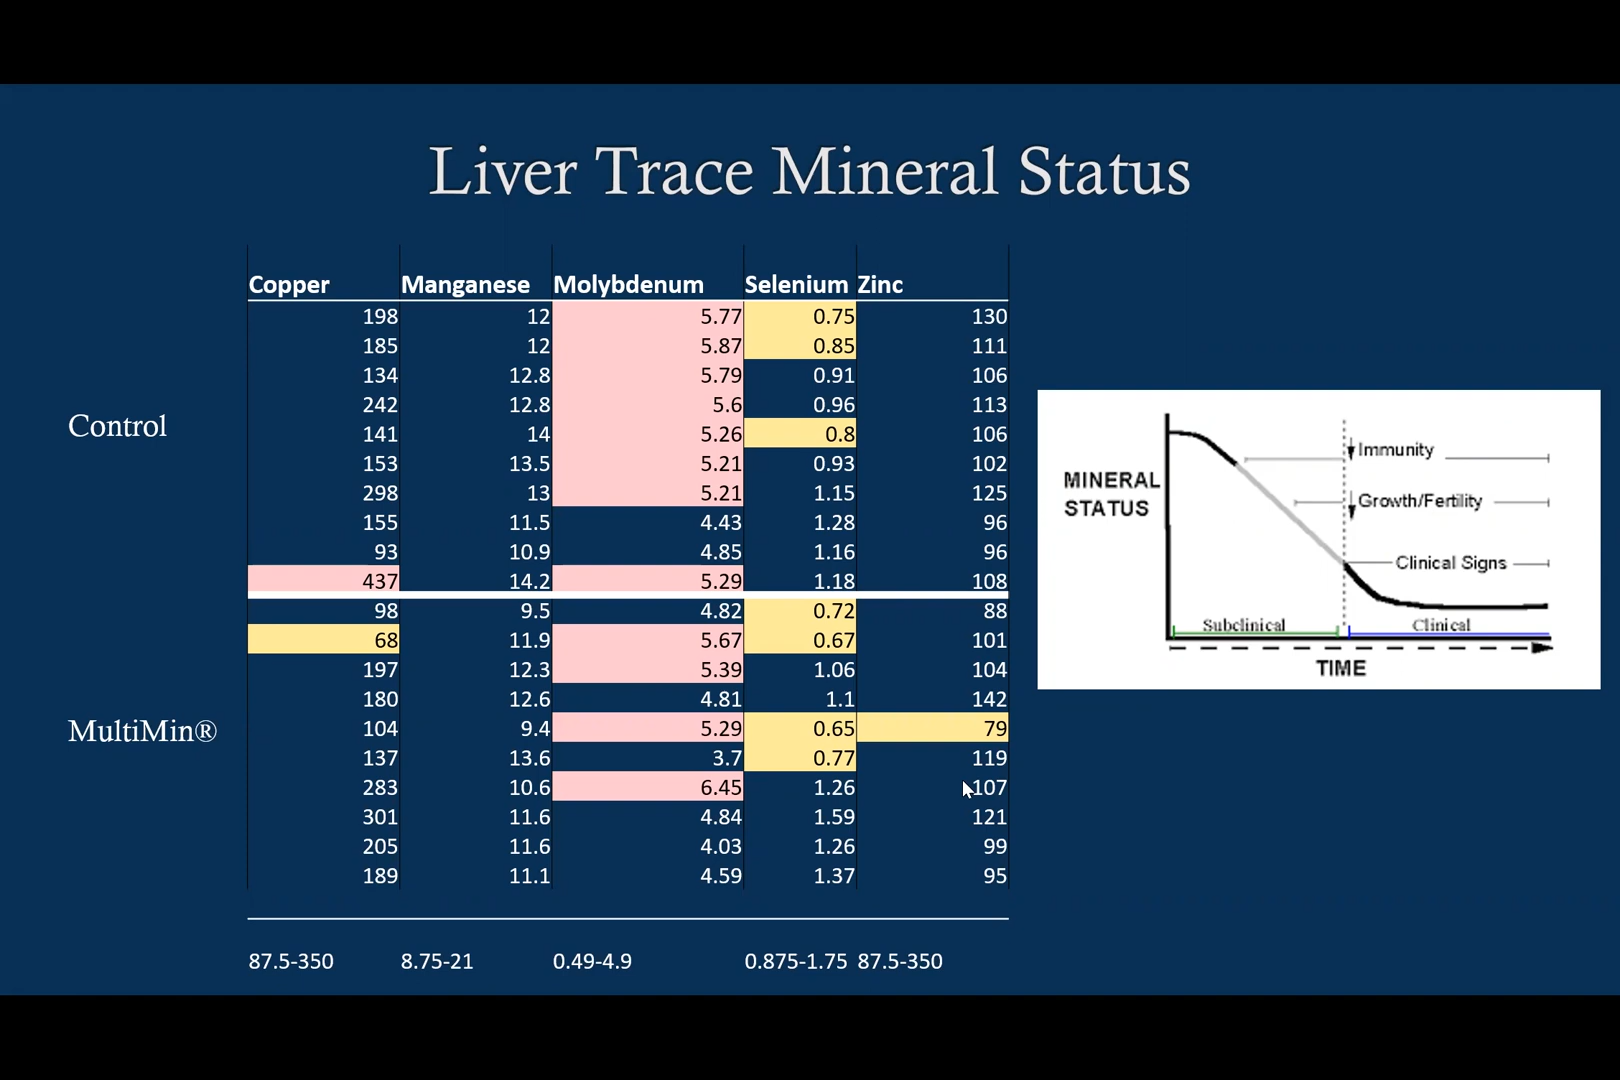 Liver Trace Mineral Status
Copper Manganese Molybdenum Selenium Zinc
198 12 5.77 0.75 130
185 12 5.87 0.85 111
134 12.8 5.79 0.91 106
242 12.8 5.6 0.96 113
Control
141 14 5.26 0.8 106
153 13.5 5.21 0.93 102
298 13 5.21 1.15 125
155 11.5 4.43 1.28 96
93 10.9 4.85 1.16 96
437 14.2 5.29 1.18 108
98 9.5 4.82 0.72 88
68 11.9 5.67 0.67 101
197 12.3 5.39 1.06 104
180 12.6 4.81 1.1 142
MultiMin®
104 9.4 5.29 0.65 79
137 13.6 3.7 0.77 119
283 10.6 6.45 1.26 107
301 11.6 4.84 1.59 121
205 11.6 4.03 1.26 99
189 11.1 4.59 1.37 95
87.5-350 8.75-21 0.49-4.9 0.875-1.75 87.5-350
MINERAL
STATUS
Immunity
Growth/Fertility
Clinical Signs
Subclinical Clinical
TIME